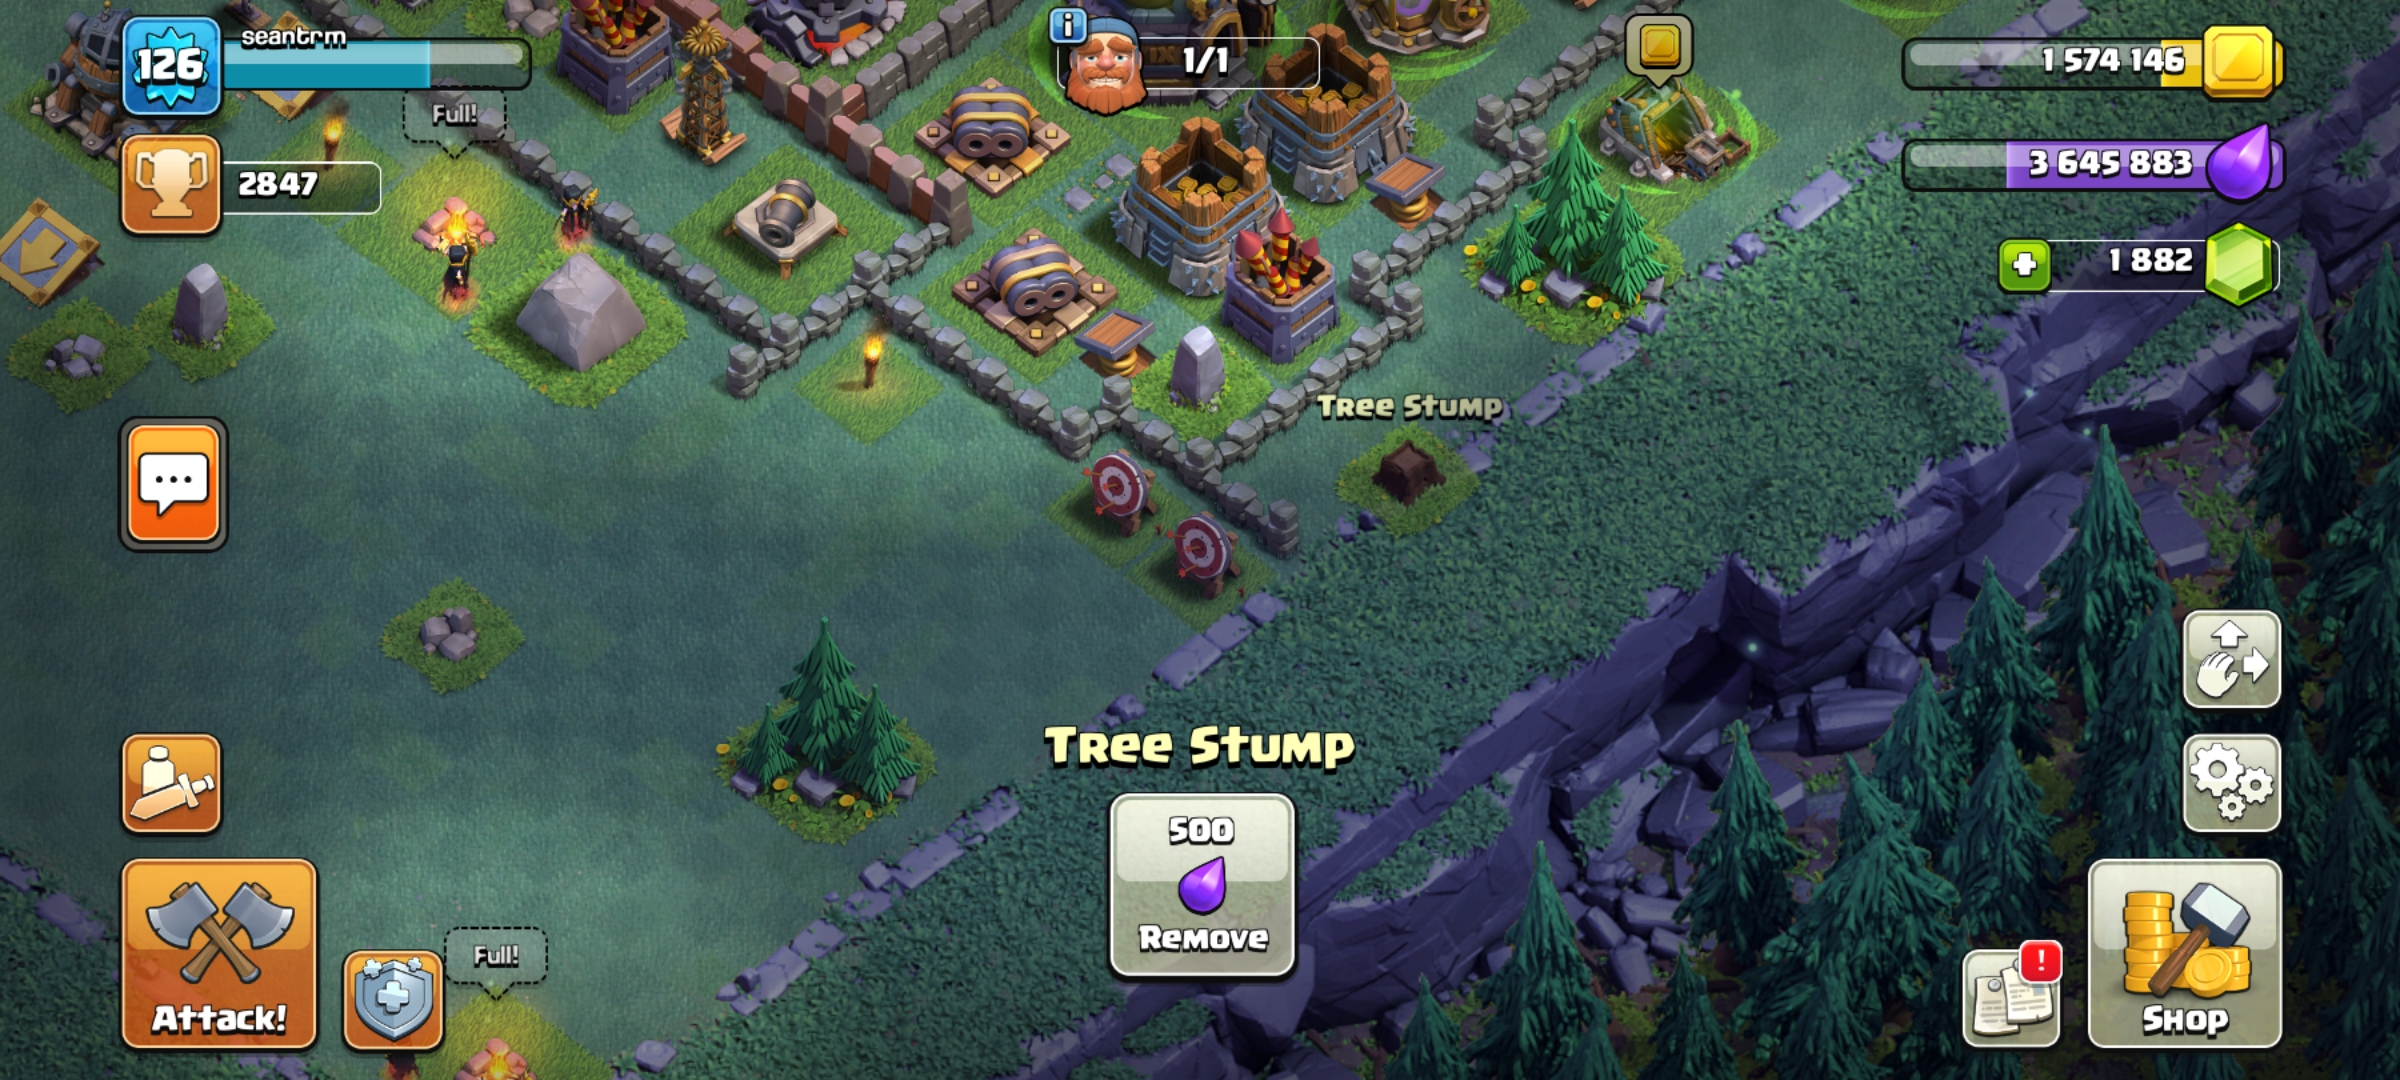 126
seantrm
1/1
1 574 146
Full!
2847
3 645 883
1 882
Tree Stump
Tree Stump
500
Remove
Full!
Attack!
Shop